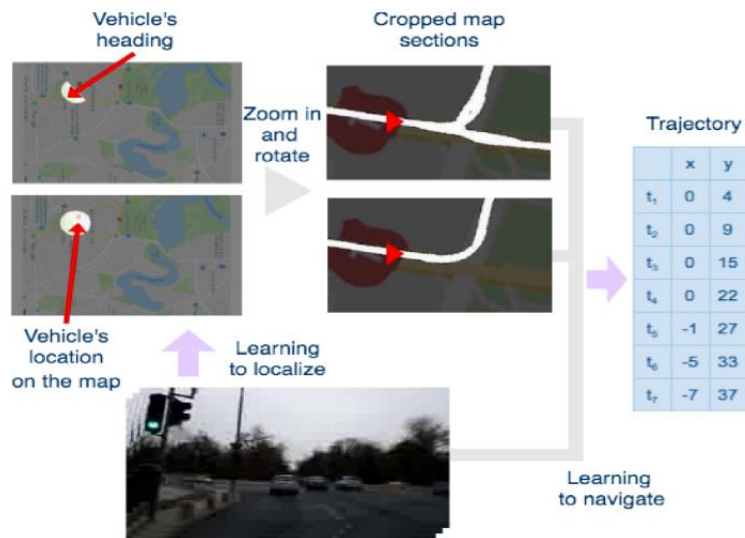 Vehicle's
heading
Cropped map
sections
Zoom in
and
rotate
Trajectory
x y
t₁ 0 4
t₂ 0 9
t₃ 0 15
t₄ 0 22
t₅ -1 27
t₆ -5 33
t₇ -7 37
Vehicle's
location
on the map
Learning
to localize
Learning
to navigate